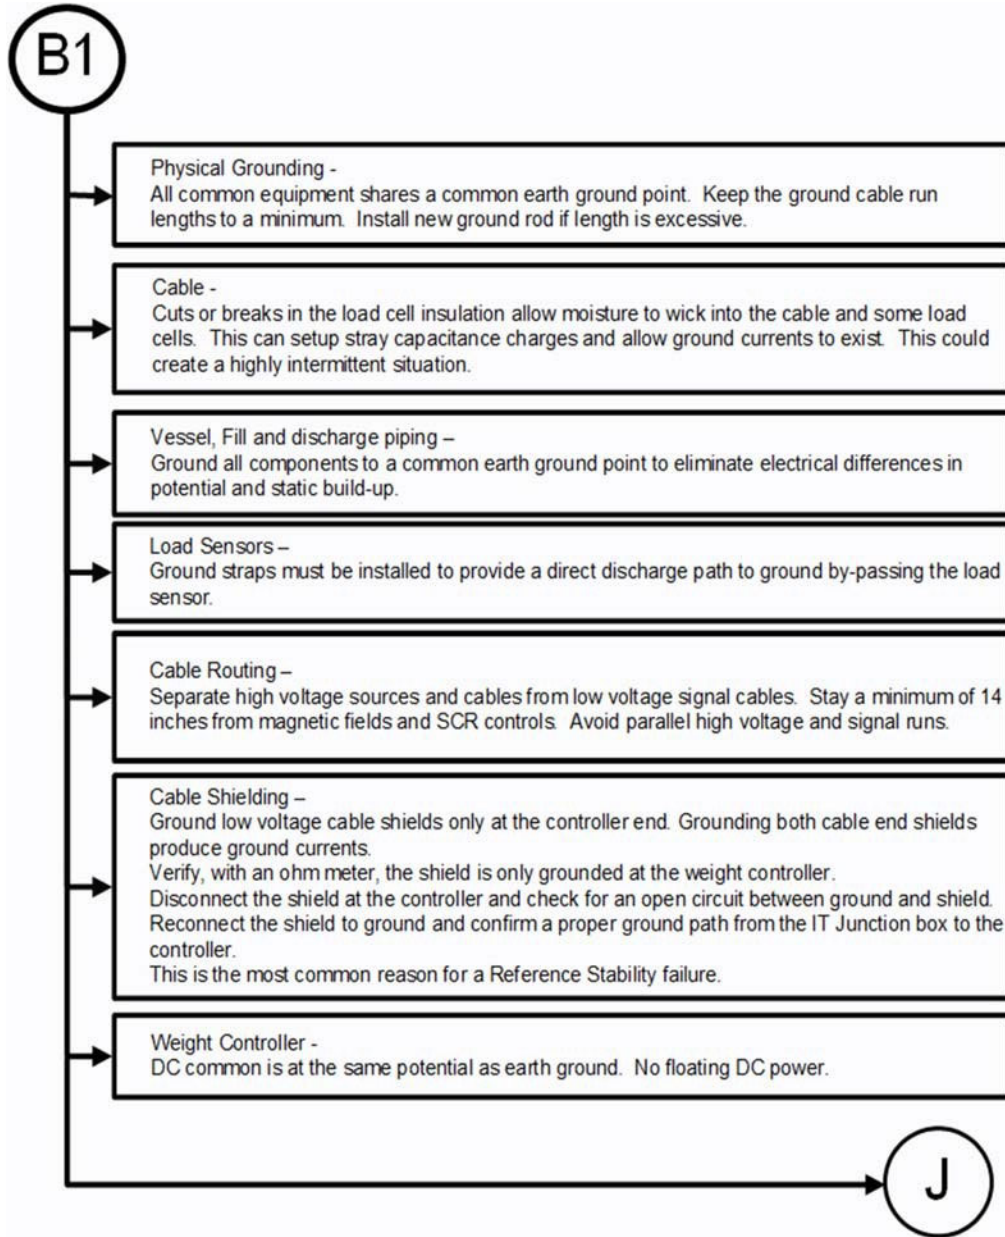 B1
Physical Grounding -
All common equipment shares a common earth ground point.  Keep the ground cable run
lengths to a minimum.  Install new ground rod if length is excessive.
Cable -
Cuts or breaks in the load cell insulation allow moisture to wick into the cable and some load
cells.  This can setup stray capacitance charges and allow ground currents to exist.  This could
create a highly intermittent situation.
Vessel, Fill and discharge piping –
Ground all components to a common earth ground point to eliminate electrical differences in
potential and static build-up.
Load Sensors –
Ground straps must be installed to provide a direct discharge path to ground by-passing the load
sensor.
Cable Routing –
Separate high voltage sources and cables from low voltage signal cables.  Stay a minimum of 14
inches from magnetic fields and SCR controls.  Avoid parallel high voltage and signal runs.
Cable Shielding –
Ground low voltage cable shields only at the controller end. Grounding both cable end shields
produce ground currents.
Verify, with an ohm meter, the shield is only grounded at the weight controller.
Disconnect the shield at the controller and check for an open circuit between ground and shield.
Reconnect the shield to ground and confirm a proper ground path from the IT Junction box to the
controller.
This is the most common reason for a Reference Stability failure.
Weight Controller -
DC common is at the same potential as earth ground.  No floating DC power.
J